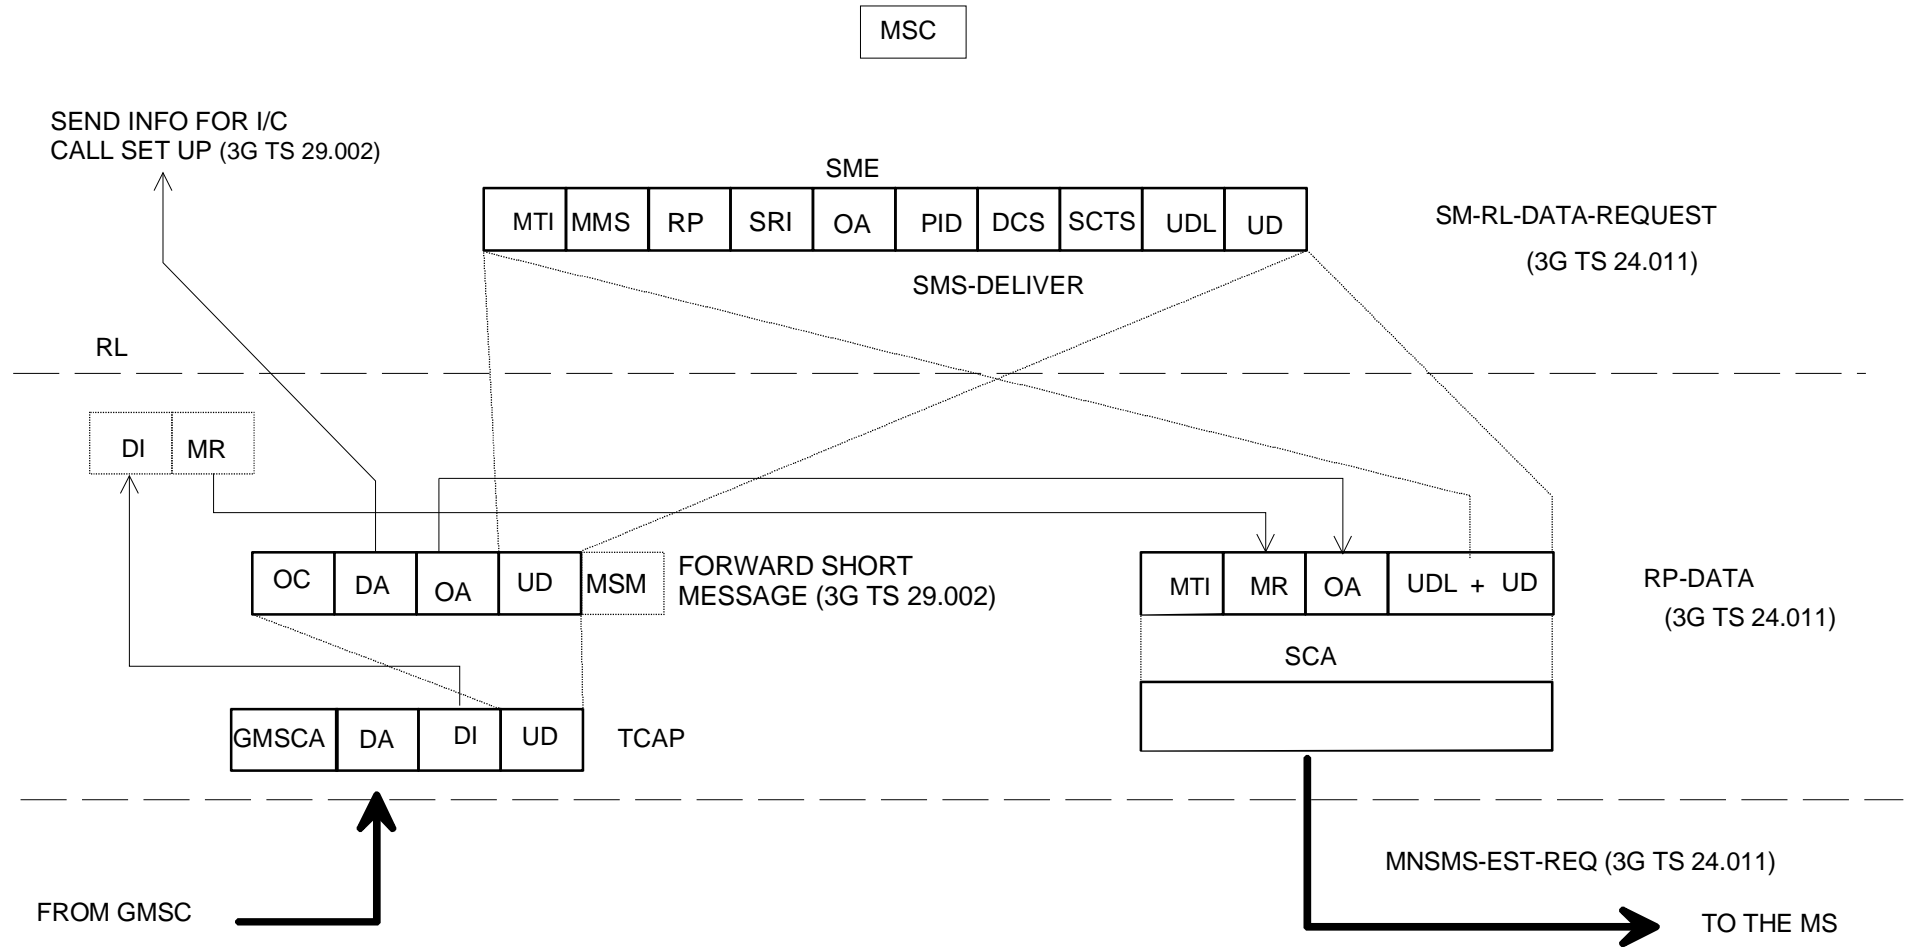 MSC
SEND INFO FOR I/C
CALL SET UP (3G TS 29.002)
SME
MTI MMS RP SRI OA PID DCS SCTS UDL UD
SM-RL-DATA-REQUEST
(3G TS 24.011)
SMS-DELIVER
RL
DI MR
OC DA OA UD MSM
FORWARD SHORT
MESSAGE (3G TS 29.002)
MTI MR OA UDL + UD
RP-DATA
(3G TS 24.011)
SCA
GMSCA DA DI UD TCAP
MNSMS-EST-REQ (3G TS 24.011)
FROM GMSC
TO THE MS